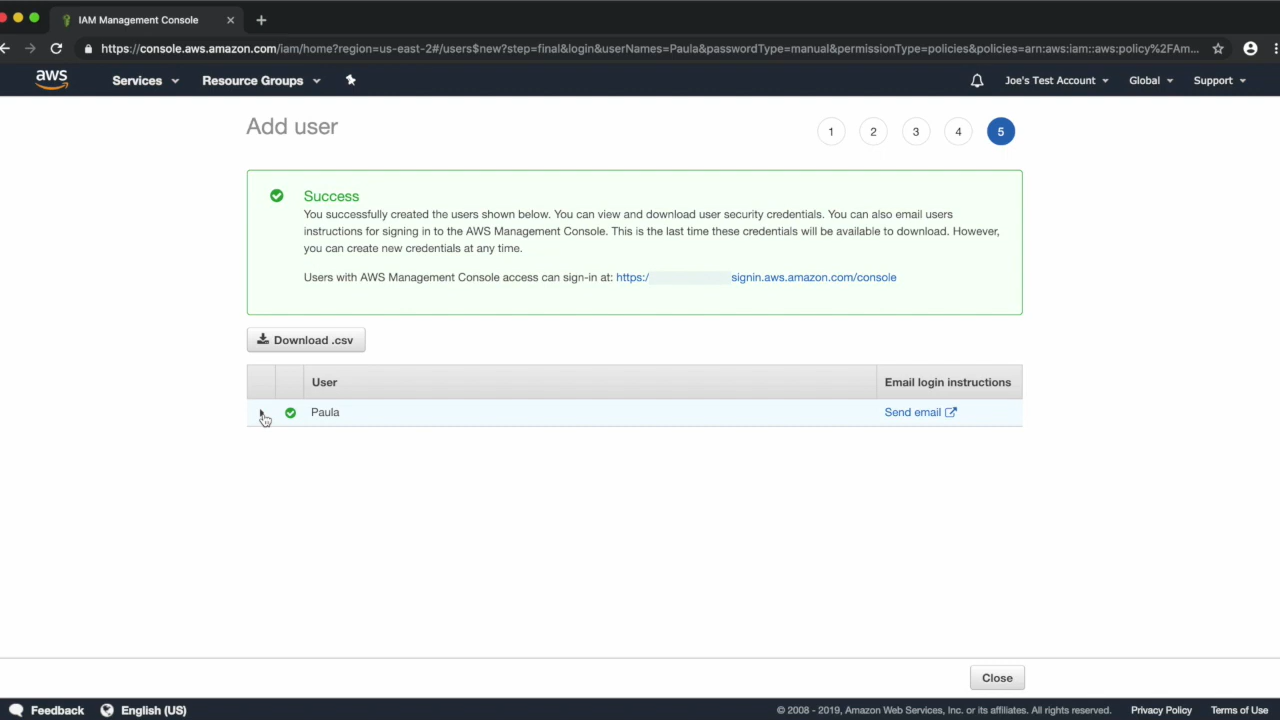 IAM Management Console
https://console.aws.amazon.com/iam/home?region=us-east-2#/users$new?step=final&login&userNames=Paula&passwordType=manual&permissionType=policies&policies=arn:aws:iam::aws:policy%2FAm...
aws Services Resource Groups Joe's Test Account Global Support
Add user
1 2 3 4 5
Success
You successfully created the users shown below. You can view and download user security credentials. You can also email users
instructions for signing in to the AWS Management Console. This is the last time these credentials will be available to download. However,
you can create new credentials at any time.
Users with AWS Management Console access can sign-in at: https:/ signin.aws.amazon.com/console
Download .csv
User Email login instructions
Paula Send email
Close
Feedback English (US) © 2008 - 2019, Amazon Web Services, Inc. or its affiliates. All rights reserved. Privacy Policy Terms of Use